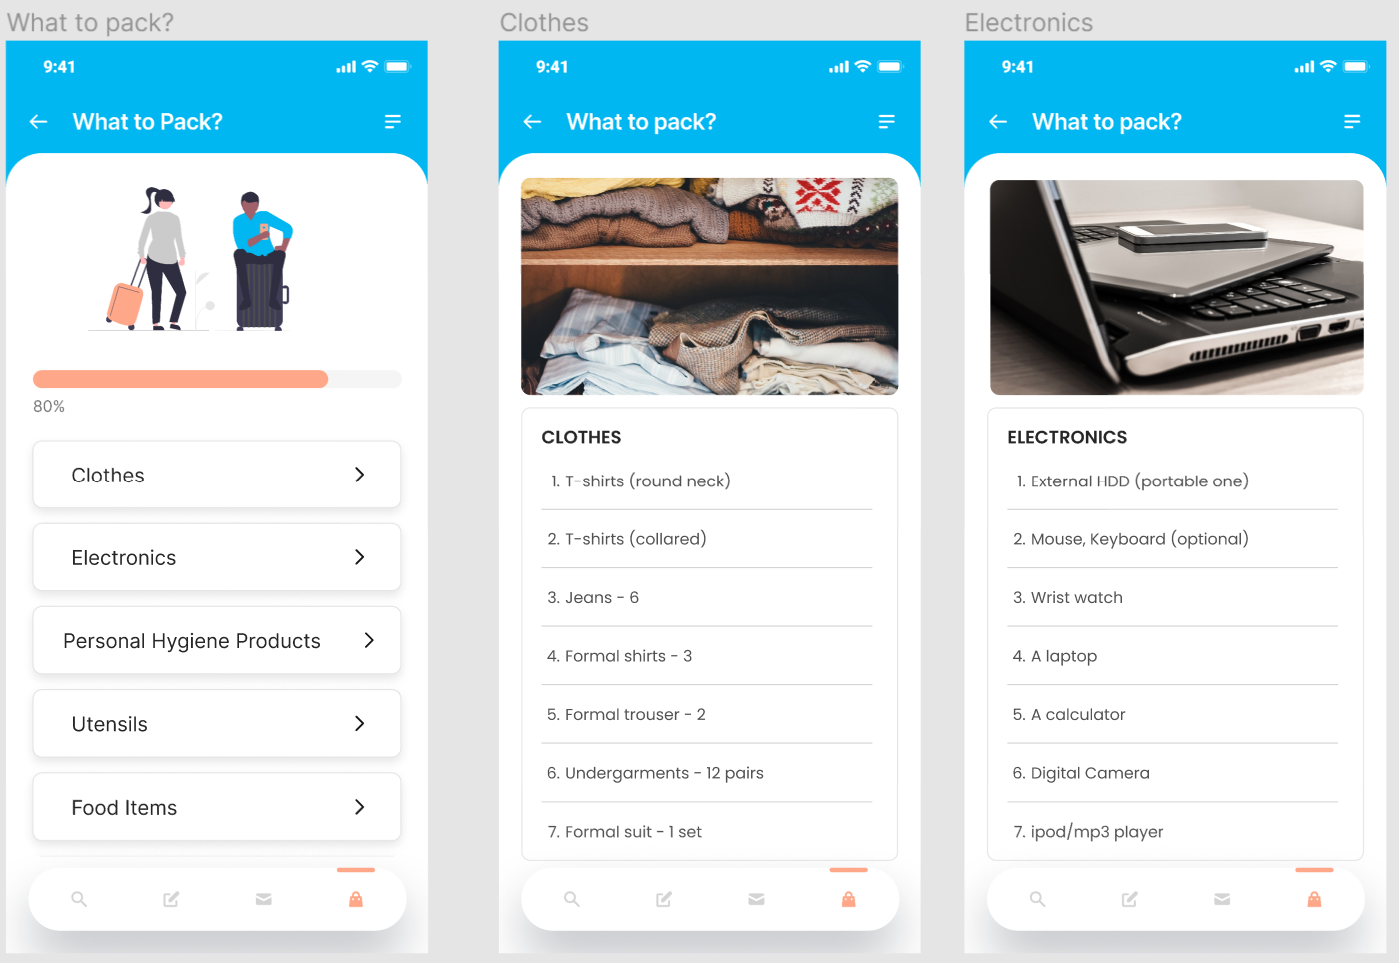 What to pack?
9:41
What to Pack?
80%
Clothes
Electronics
Personal Hygiene Products
Utensils
Food Items
Clothes
9:41
What to pack?
CLOTHES
1. T-shirts (round neck)
2. T-shirts (collared)
3. Jeans - 6
4. Formal shirts - 3
5. Formal trouser - 2
6. Undergarments - 12 pairs
7. Formal suit - 1 set
Electronics
9:41
What to pack?
ELECTRONICS
1. External HDD (portable one)
2. Mouse, Keyboard (optional)
3. Wrist watch
4. A laptop
5. A calculator
6. Digital Camera
7. ipod/mp3 player